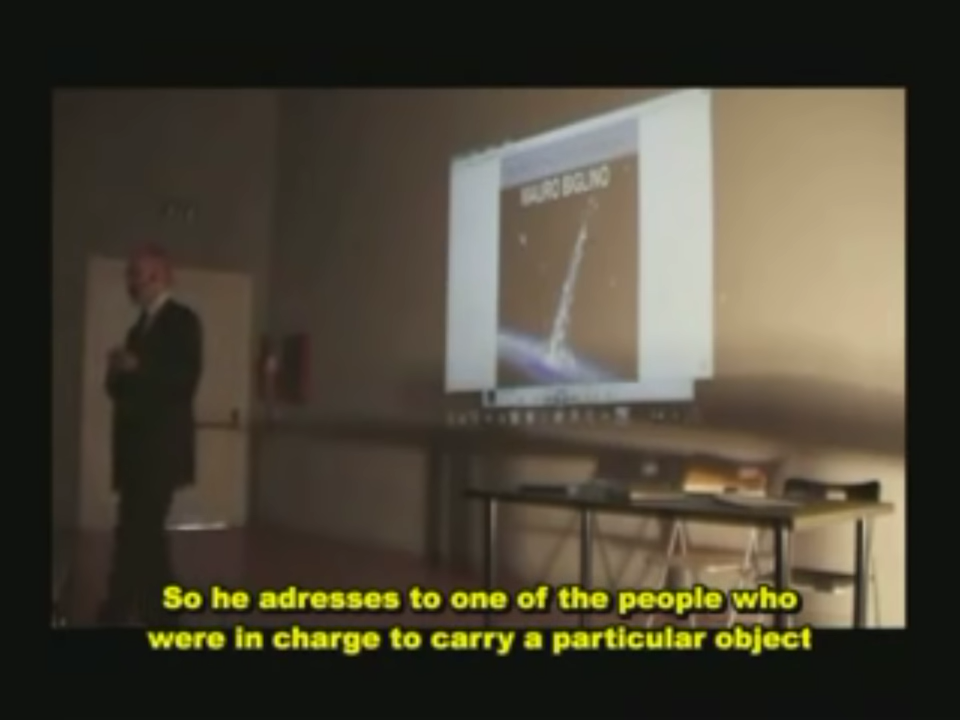 MAURO BIGLINO
So he adresses to one of the people who
were in charge to carry a particular object